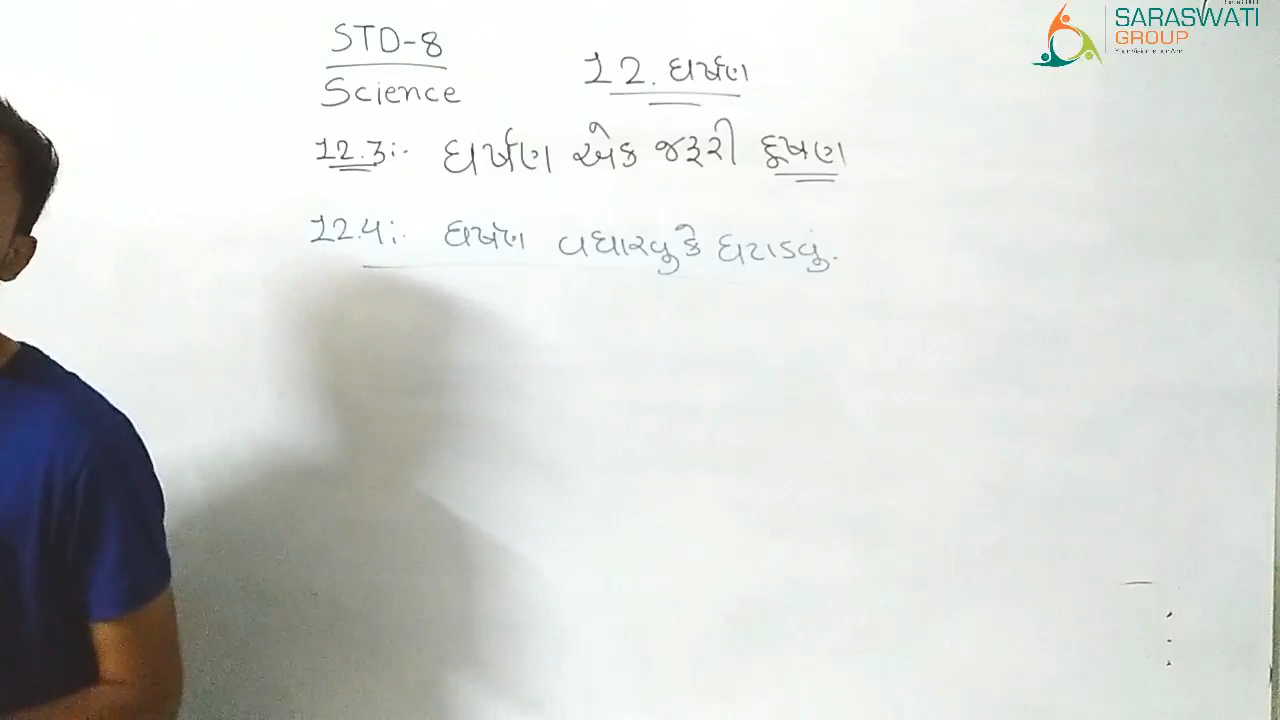 STD-8
Science
12. ઘર્ષણ
12.3:- ઘર્ષણ એક જરૂરી દૂષણ
12.4:- ઘર્ષણ વધારવુ કે ઘટાડવું.
SARASWATI
GROUP